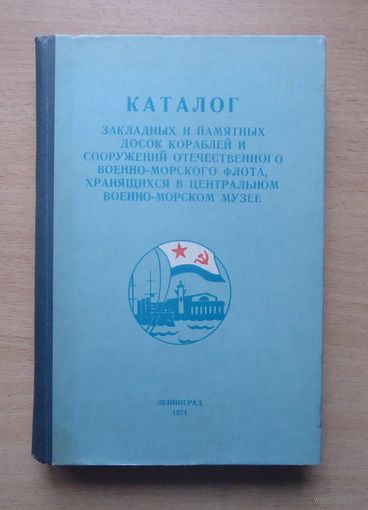 КАТАЛОГ
ЗАКЛАДНЫХ И ПАМЯТНЫХ
ДОСОК КОРАБЛЕЙ И
СООРУЖЕНИЙ ОТЕЧЕСТВЕННОГО
ВОЕННО-МОРСКОГО ФЛОТА,
ХРАНЯЩИХСЯ В ЦЕНТРАЛЬНОМ
ВОЕННО-МОРСКОМ МУЗЕЕ
ЛЕНИНГРАД
1974